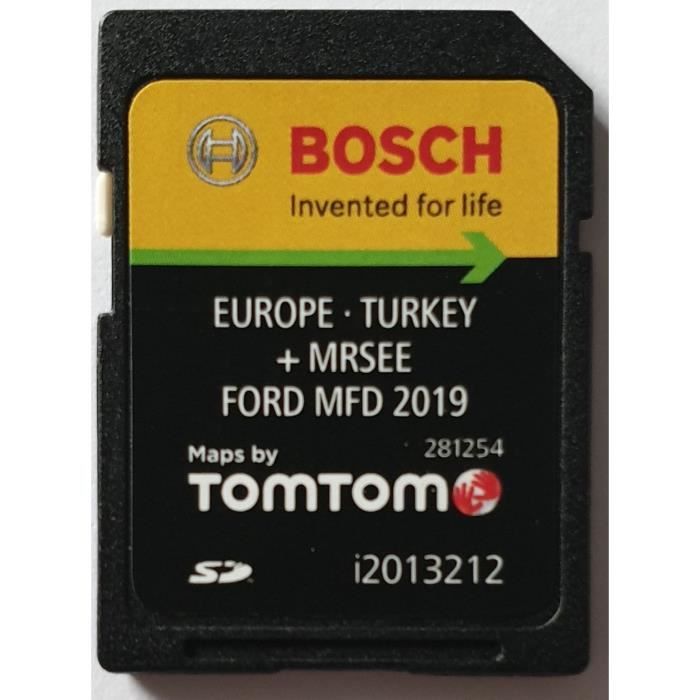 BOSCH
Invented for life
EUROPE · TURKEY
+ MRSEE
FORD MFD 2019
281254
Maps by
TOMTOM
SD
i2013212